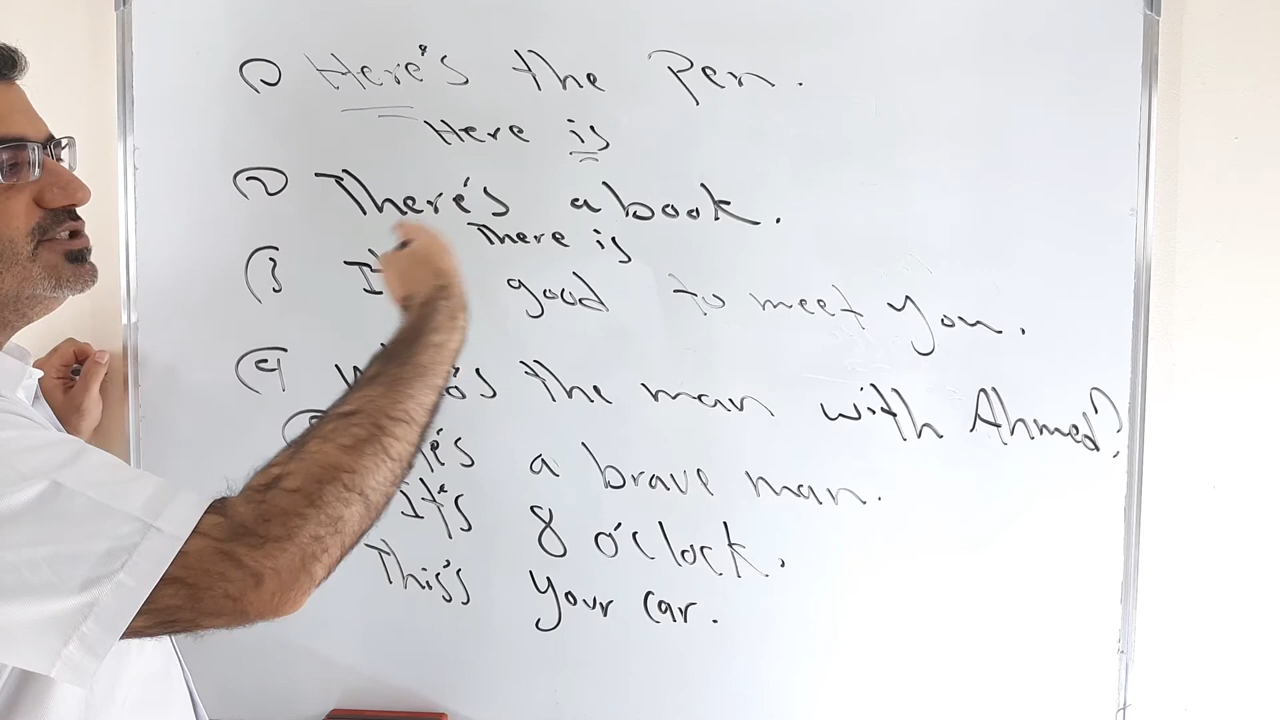 ① Here's the Pen.
Here is
② There's a book.
There is
(3 good to meet you.
(4 the man with Ahmed?
a brave man.
It's 8 o'clock.
This's your car.